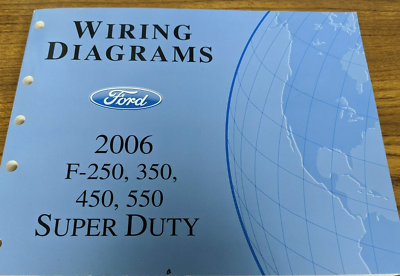 WIRING
DIAGRAMS
Ford
2006
F-250, 350,
450, 550
SUPER DUTY